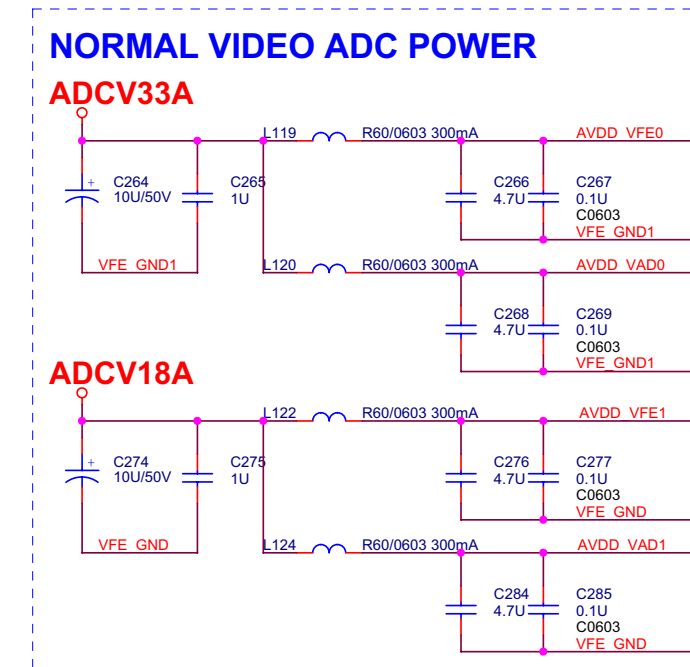 NORMAL VIDEO ADC POWER
ADCV33A
L119 R60/0603 300mA AVDD_VFE0
+ C264 C265 C266 C267
10U/50V 1U 4.7U 0.1U
C0603
VFE_GND1
VFE_GND1 L120 R60/0603 300mA AVDD_VAD0
C268 C269
4.7U 0.1U
C0603
VFE_GND1
ADCV18A
L122 R60/0603 300mA AVDD_VFE1
+ C274 C275 C276 C277
10U/50V 1U 4.7U 0.1U
C0603
VFE_GND
VFE_GND L124 R60/0603 300mA AVDD_VAD1
C284 C285
4.7U 0.1U
C0603
VFE_GND